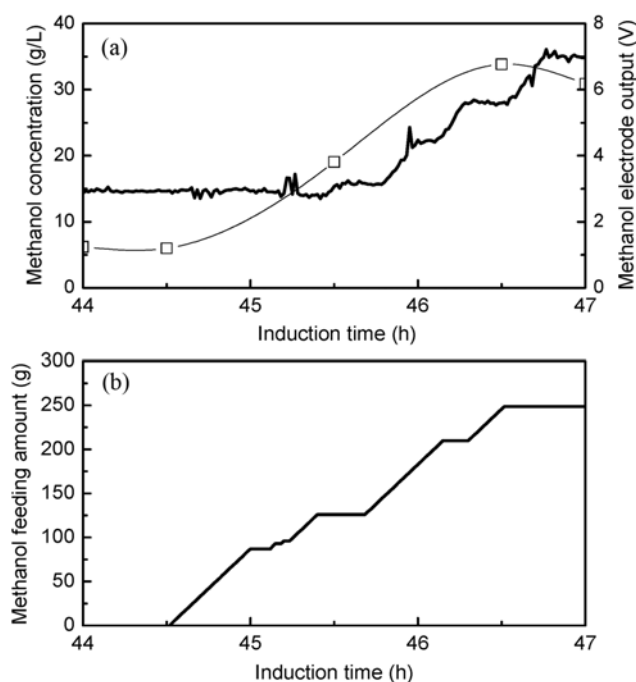 (a)
Methanol concentration (g/L)
40
30
20
10
0
8
6
4
2
0
Methanol electrode output (V)
44 45 46 47
Induction time (h)
(b)
Methanol feeding amount (g)
300
250
200
150
100
50
0
44 45 46 47
Induction time (h)